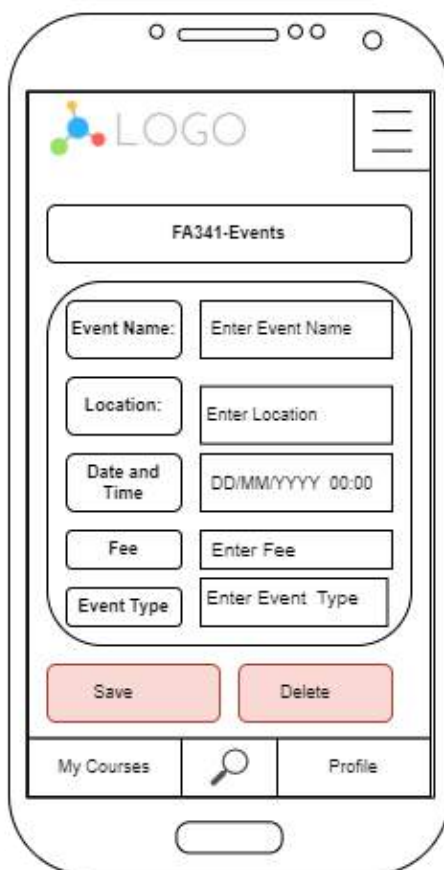 LOGO
FA341-Events
Event Name: Enter Event Name
Location: Enter Location
Date and
Time
DD/MM/YYYY 00:00
Fee Enter Fee
Event Type Enter Event Type
Save Delete
My Courses Profile